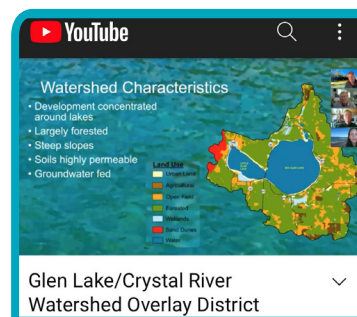 YouTube
Watershed Characteristics
• Development concentrated
around lakes
• Largely forested
• Steep slopes
• Soils highly permeable
• Groundwater fed
Land Use
Urban Land
Agricultural
Open Field
Forested
Wetlands
Sand Dunes
Water
Glen Lake/Crystal River
Watershed Overlay District